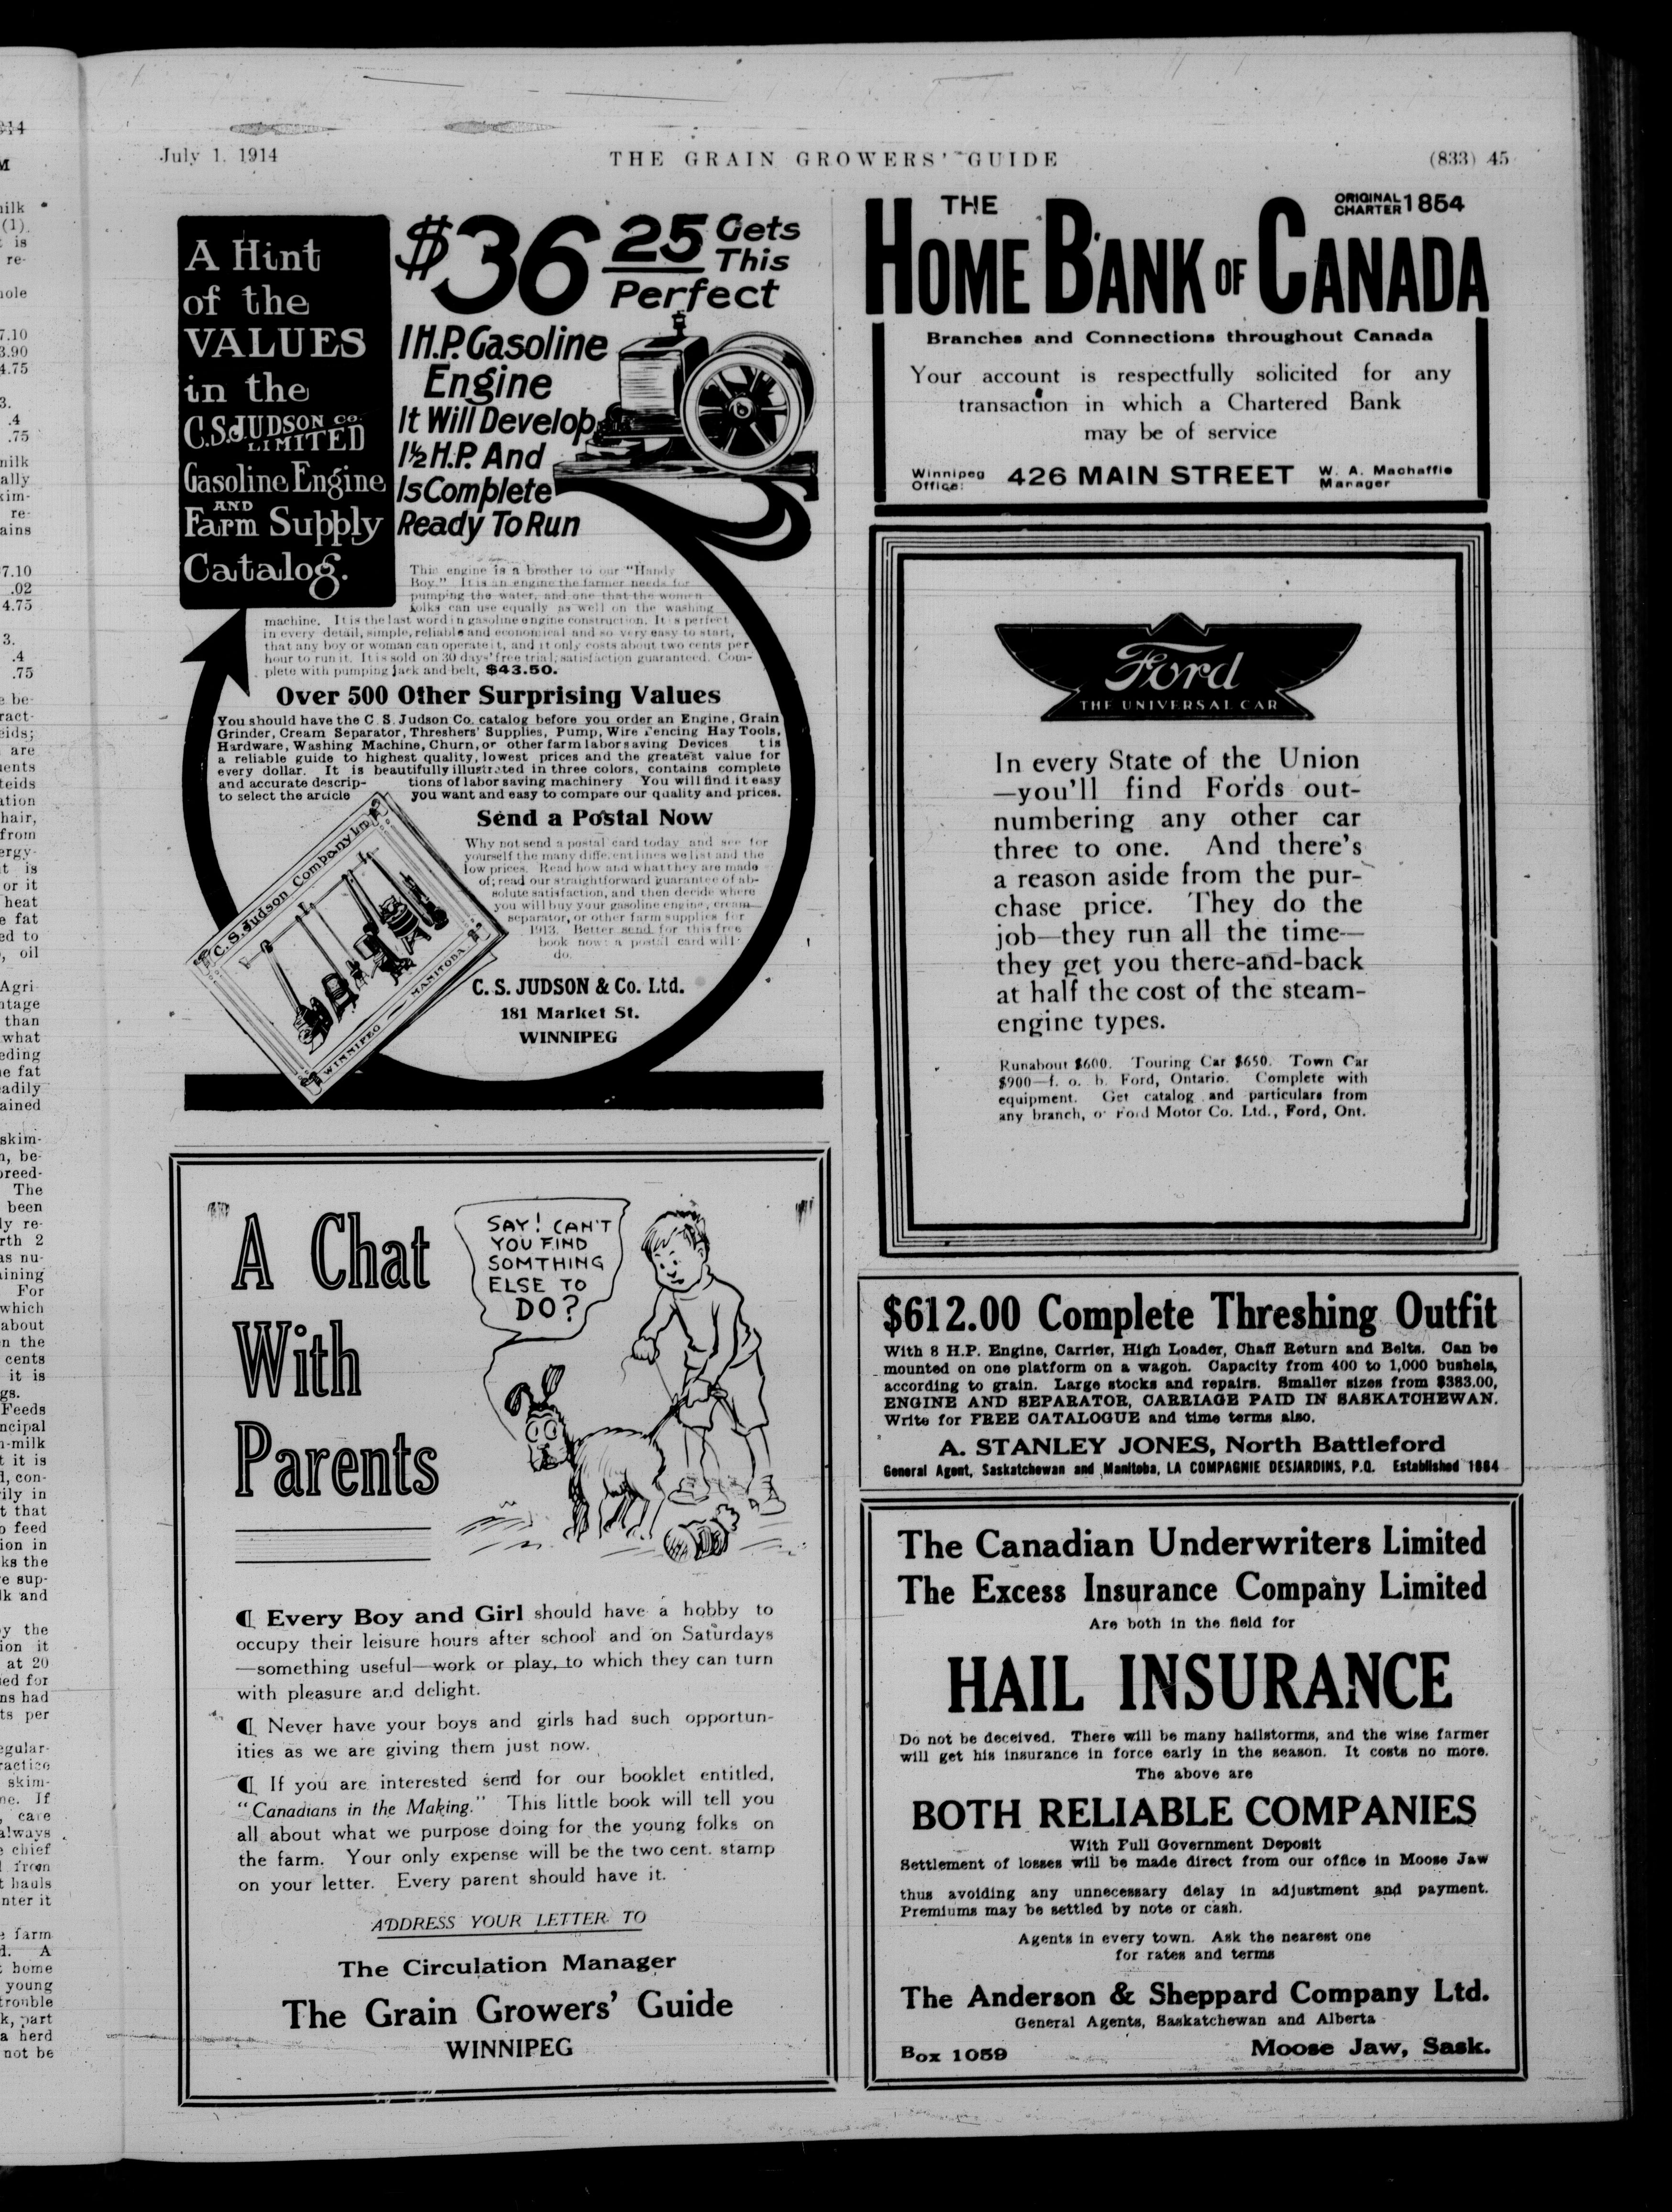 July 1, 1914
THE GRAIN GROWERS' GUIDE
(833) 45
A Hint
of the
VALUES
in the
C.S. JUDSON CO.
LIMITED
Gasoline Engine
AND
Farm Supply
Catalog.
$36 25 Gets
This
Perfect
1 H.P. Gasoline
Engine
It Will Develop
1½ H.P. And
Is Complete
Ready To Run
This engine is a brother to our "Handy
Boy." It is an engine the farmer needs for
pumping the water, and one that the women
folks can use equally as well on the washing
machine. It is the last word in gasoline engine construction. It is perfect
in every detail, simple, reliable and economical and so very easy to start,
that any boy or woman can operate it, and it only costs about two cents per
hour to run it. It is sold on 30 days' free trial; satisfaction guaranteed. Com-
plete with pumping jack and belt, $43.50.
Over 500 Other Surprising Values
You should have the C. S. Judson Co. catalog before you order an Engine, Grain
Grinder, Cream Separator, Threshers' Supplies, Pump, Wire Fencing Hay Tools,
Hardware, Washing Machine, Churn, or other farm labor saving Devices t is
a reliable guide to highest quality, lowest prices and the greatest value for
every dollar. It is beautifully illustrated in three colors, contains complete
and accurate descrip- tions of labor saving machinery You will find it easy
to select the article you want and easy to compare our quality and prices.
Send a Postal Now
Why not send a postal card today and see for
yourself the many different lines we list and the
low prices. Read how and what they are made
of; read our straightforward guarantee of ab-
solute satisfaction, and then decide where
you will buy your gasoline engine, cream
separator, or other farm supplies for
1913. Better send for this free
book now: a postal card will
do.
C. S. Judson Company Ltd.
WINNIPEG — MANITOBA
C. S. JUDSON & Co. Ltd.
181 Market St.
WINNIPEG
A Chat
With
Parents
SAY! CAN'T
YOU FIND
SOMTHING
ELSE TO
DO?
¶ Every Boy and Girl should have a hobby to
occupy their leisure hours after school and on Saturdays
—something useful—work or play, to which they can turn
with pleasure and delight.
¶ Never have your boys and girls had such opportun-
ities as we are giving them just now.
¶ If you are interested send for our booklet entitled,
"Canadians in the Making." This little book will tell you
all about what we purpose doing for the young folks on
the farm. Your only expense will be the two cent. stamp
on your letter. Every parent should have it.
ADDRESS YOUR LETTER TO
The Circulation Manager
The Grain Growers' Guide
WINNIPEG
THE
ORIGINAL
CHARTER 1854
HOME BANK OF CANADA
Branches and Connections throughout Canada
Your account is respectfully solicited for any
transaction in which a Chartered Bank
may be of service
Winnipeg
Office: 426 MAIN STREET W. A. Machaffie
Manager
Ford
THE UNIVERSAL CAR
In every State of the Union
—you'll find Fords out-
numbering any other car
three to one. And there's
a reason aside from the pur-
chase price. They do the
job—they run all the time—
they get you there-and-back
at half the cost of the steam-
engine types.
Runabout $600. Touring Car $650. Town Car
$900—f. o. b. Ford, Ontario. Complete with
equipment. Get catalog and particulars from
any branch, or Ford Motor Co. Ltd., Ford, Ont.
$612.00 Complete Threshing Outfit
With 8 H.P. Engine, Carrier, High Loader, Chaff Return and Belts. Can be
mounted on one platform on a wagon. Capacity from 400 to 1,000 bushels,
according to grain. Large stocks and repairs. Smaller sizes from $383.00,
ENGINE AND SEPARATOR, CARRIAGE PAID IN SASKATCHEWAN.
Write for FREE CATALOGUE and time terms also.
A. STANLEY JONES, North Battleford
General Agent, Saskatchewan and Manitoba, LA COMPAGNIE DESJARDINS, P.Q. Established 1864
The Canadian Underwriters Limited
The Excess Insurance Company Limited
Are both in the field for
HAIL INSURANCE
Do not be deceived. There will be many hailstorms, and the wise farmer
will get his insurance in force early in the season. It costs no more.
The above are
BOTH RELIABLE COMPANIES
With Full Government Deposit
Settlement of losses will be made direct from our office in Moose Jaw
thus avoiding any unnecessary delay in adjustment and payment.
Premiums may be settled by note or cash.
Agents in every town. Ask the nearest one
for rates and terms
The Anderson & Sheppard Company Ltd.
General Agents, Saskatchewan and Alberta
Box 1059
Moose Jaw, Sask.